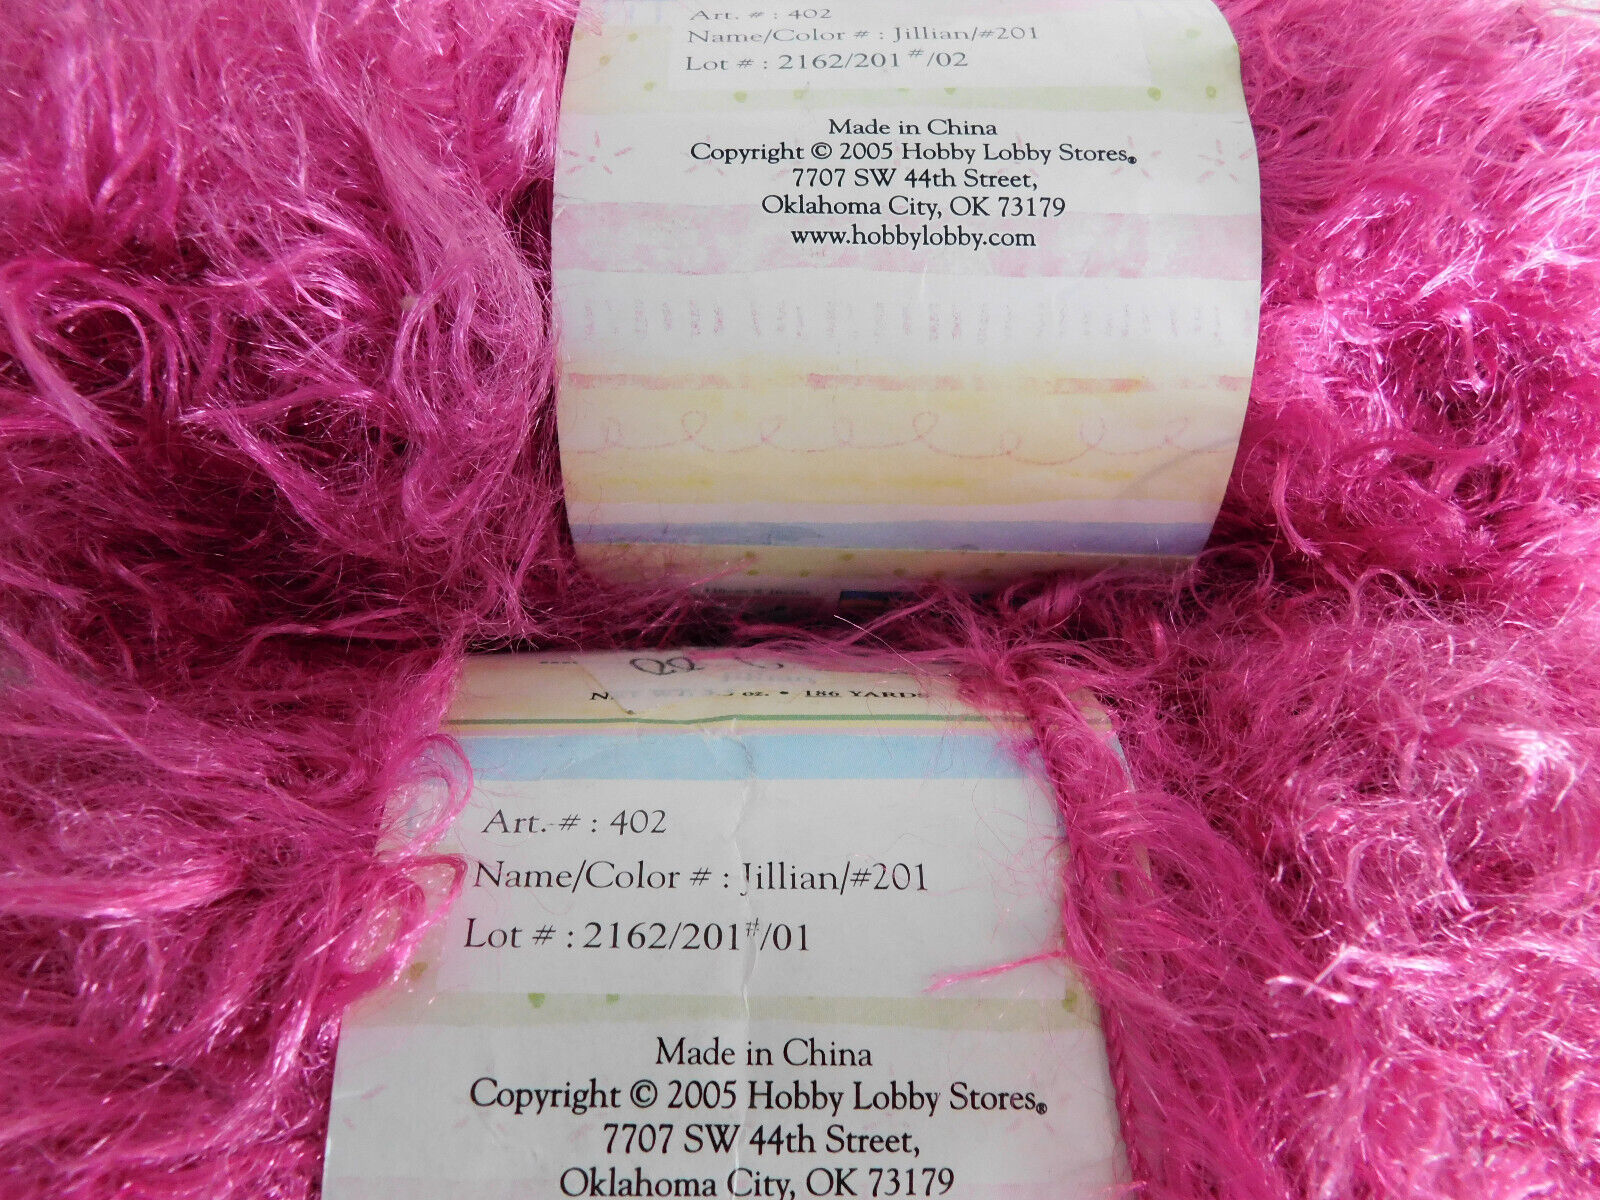 Art. # : 402
Name/Color # : Jillian/#201
Lot # : 2162/201#/02
Made in China
Copyright © 2005 Hobby Lobby Stores®
7707 SW 44th Street,
Oklahoma City, OK 73179
www.hobbylobby.com
oz. • 186 YARDS
Art. # : 402
Name/Color # : Jillian/#201
Lot # : 2162/201#/01
Made in China
Copyright © 2005 Hobby Lobby Stores®
7707 SW 44th Street,
Oklahoma City, OK 73179